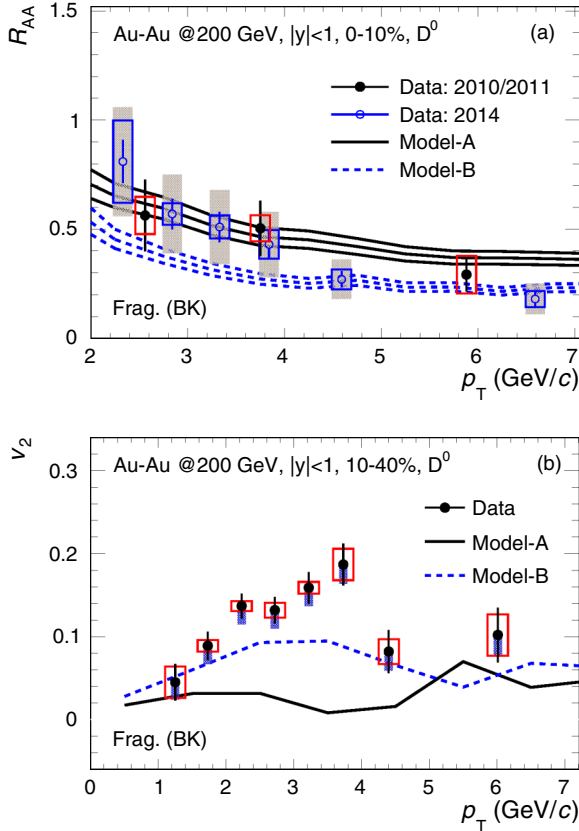 R_AA
1.5
Au-Au @200 GeV, |y|<1, 0-10%, D⁰
(a)
Data: 2010/2011
Data: 2014
1
Model-A
Model-B
0.5
Frag. (BK)
0
2 3 4 5 6 7
p_T (GeV/c)
v₂
Au-Au @200 GeV, |y|<1, 10-40%, D⁰
(b)
0.3
Data
Model-A
0.2
Model-B
0.1
0
Frag. (BK)
0 1 2 3 4 5 6 7
p_T (GeV/c)